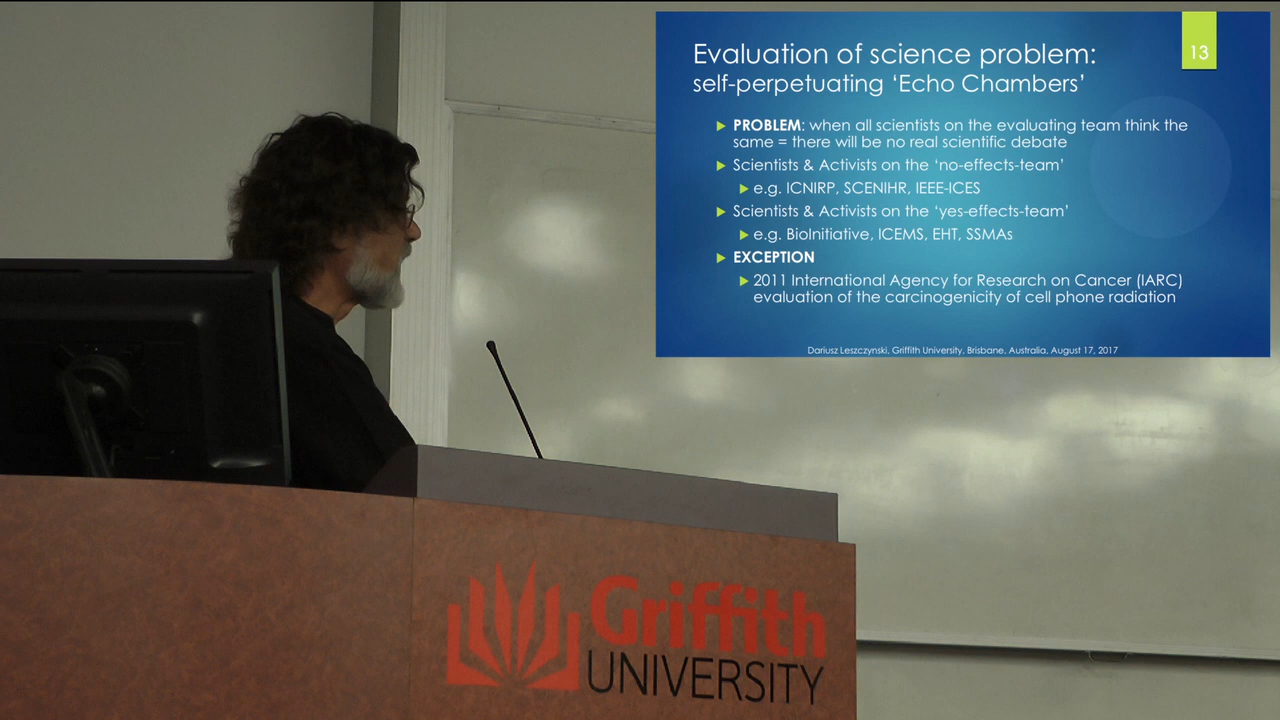 Evaluation of science problem:
self-perpetuating ‘Echo Chambers’
13
PROBLEM: when all scientists on the evaluating team think the
same = there will be no real scientific debate
Scientists & Activists on the ‘no-effects-team’
e.g. ICNIRP, SCENIHR, IEEE-ICES
Scientists & Activists on the ‘yes-effects-team’
e.g. BioInitiative, ICEMS, EHT, SSMAs
EXCEPTION
2011 International Agency for Research on Cancer (IARC)
evaluation of the carcinogenicity of cell phone radiation
Dariusz Leszczynski, Griffith University, Brisbane, Australia, August 17, 2017
Griffith
UNIVERSITY